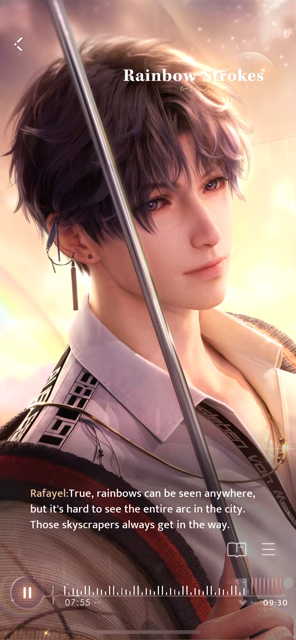 Rainbow Strokes
Rafayel:True, rainbows can be seen anywhere,
but it's hard to see the entire arc in the city.
Those skyscrapers always get in the way.
07:55
09:30